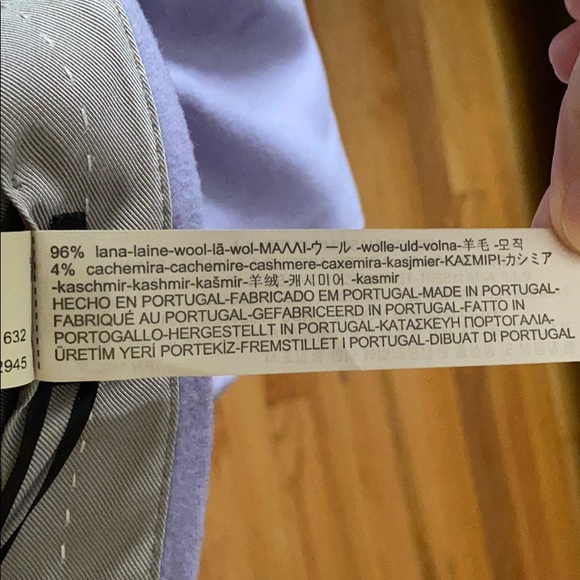 96% lana-laine-wool-lã-wol-ΜΑΛΛΙ-ウール -wolle-uld-volna-羊毛 -모직
4% cachemira-cachemire-cashmere-caxemira-kasjmier-ΚΑΣΜΙΡΙ-カシミア
-kaschmir-kashmir-kašmir-羊绒 -캐시미어 -kasmir
HECHO EN PORTUGAL-FABRICADO EM PORTUGAL-MADE IN PORTUGAL-
FABRIQUÉ AU PORTUGAL-GEFABRICEERD IN PORTUGAL-FATTO IN
PORTOGALLO-HERGESTELLT IN PORTUGAL-ΚΑΤΑΣΚΕΥΗ ΠΟΡΤΟΓΑΛΙΑ-
ÜRETİM YERİ PORTEKİZ-FREMSTILLET I PORTUGAL-DIBUAT DI PORTUGAL
632
2945